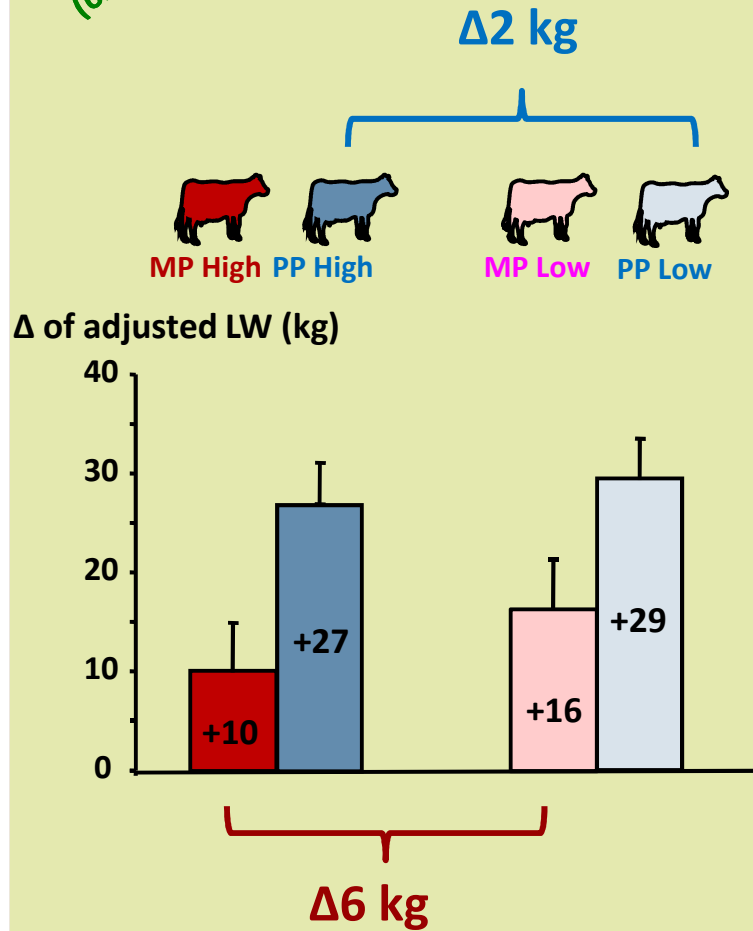 Δ2 kg
MP High PP High MP Low PP Low
Δ of adjusted LW (kg)
40
30
20
10
0
+10
+27
+16
+29
Δ6 kg